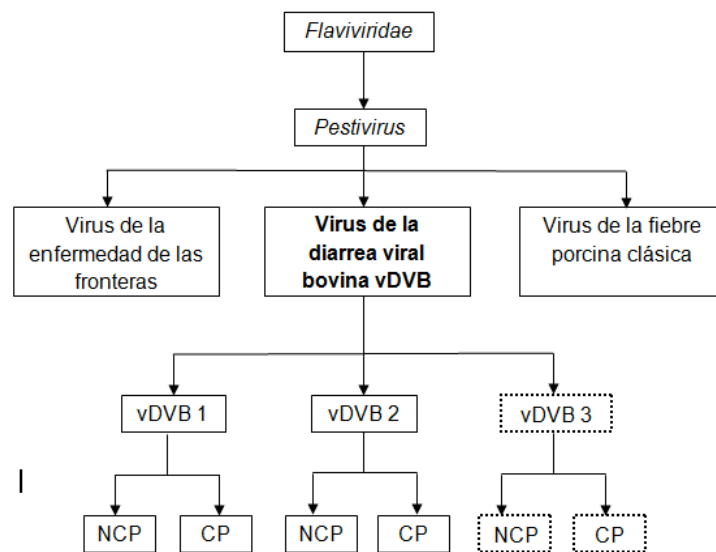 Flaviviridae
Pestivirus
Virus de la
enfermedad de las
fronteras
Virus de la
diarrea viral
bovina vDVB
Virus de la fiebre
porcina clásica
vDVB 1
vDVB 2
vDVB 3
NCP
CP
NCP
CP
NCP
CP